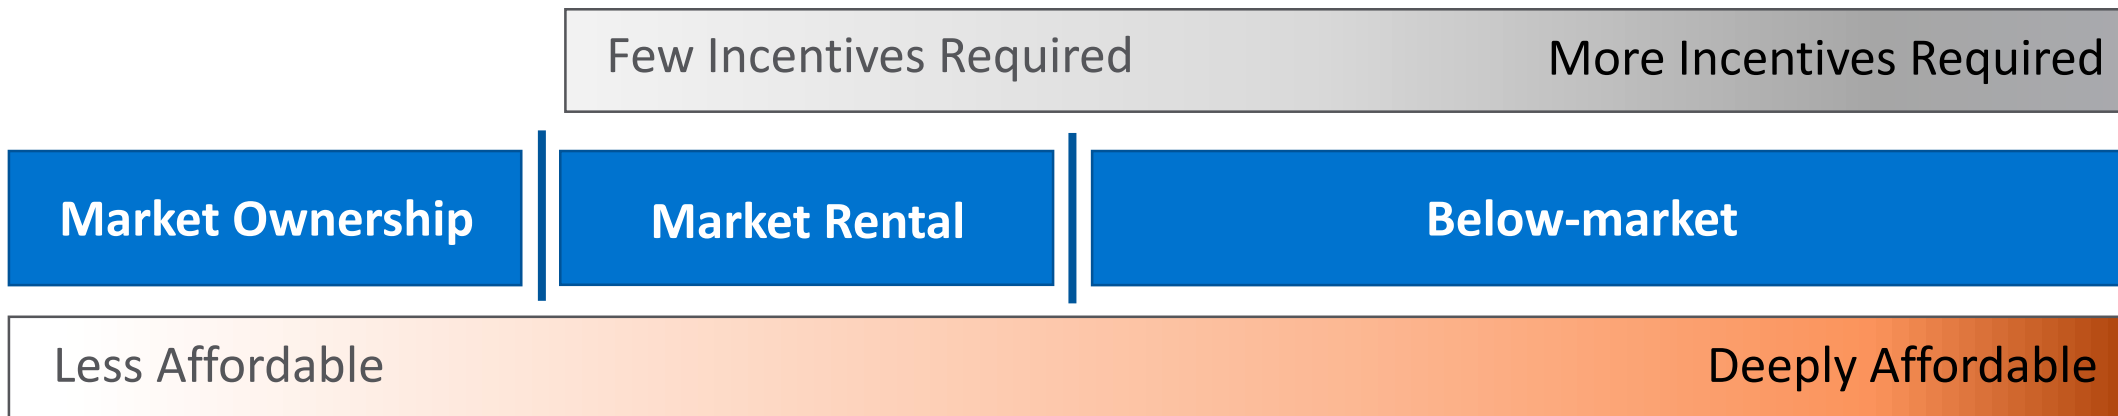 Few Incentives Required
More Incentives Required
Market Ownership
Market Rental
Below-market
Less Affordable
Deeply Affordable